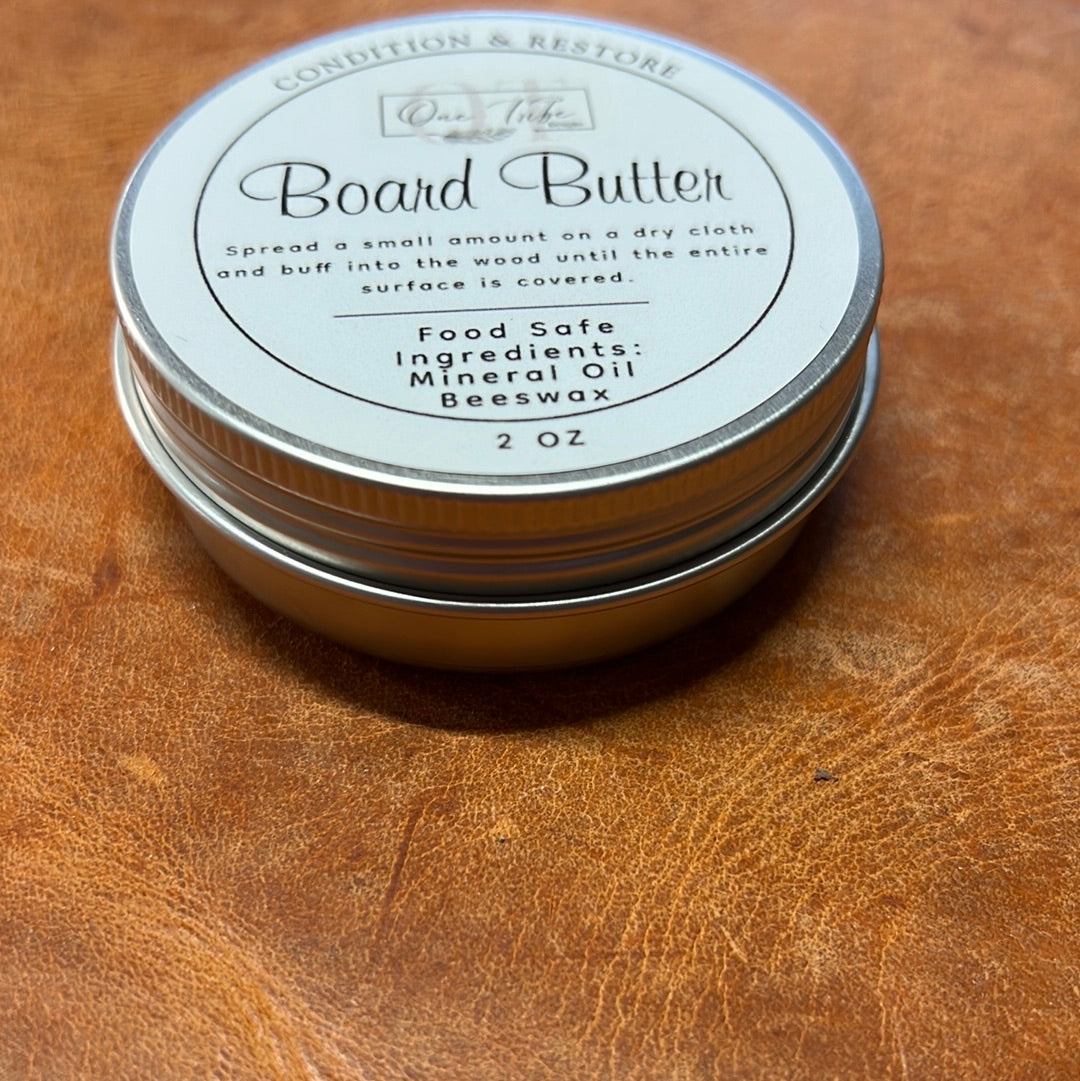 CONDITION & RESTORE
One Tribe
Board Butter
Spread a small amount on a dry cloth
and buff into the wood until the entire
surface is covered.
Food Safe
Ingredients:
Mineral Oil
Beeswax
2 OZ